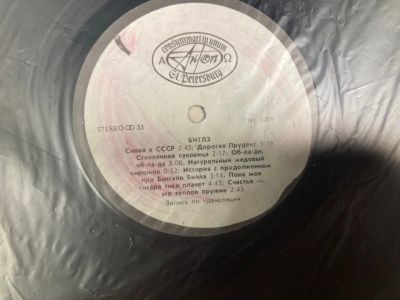 consummari in unum
А Антон Ω
St. Petersburg
STEREO 33
БИТЛЗ
Снова в СССР 2:43; Дорогая Пруденс 3:56
Стеклянная луковица 2:17; Об-ла-ди,
об-ла-да 3:08; Натуральный медовый
пирожок 0:52; История с продолжением
про Бангало Билла 3:14; Пока моя
гитара тихо плачет 4:45; Счастье —
это теплое оружие 2:43.
Запись по трансляции